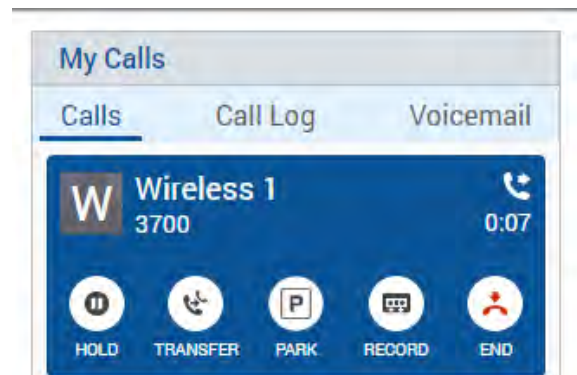 My Calls
Calls Call Log Voicemail
W Wireless 1
3700 0:07
P
HOLD TRANSFER PARK RECORD END